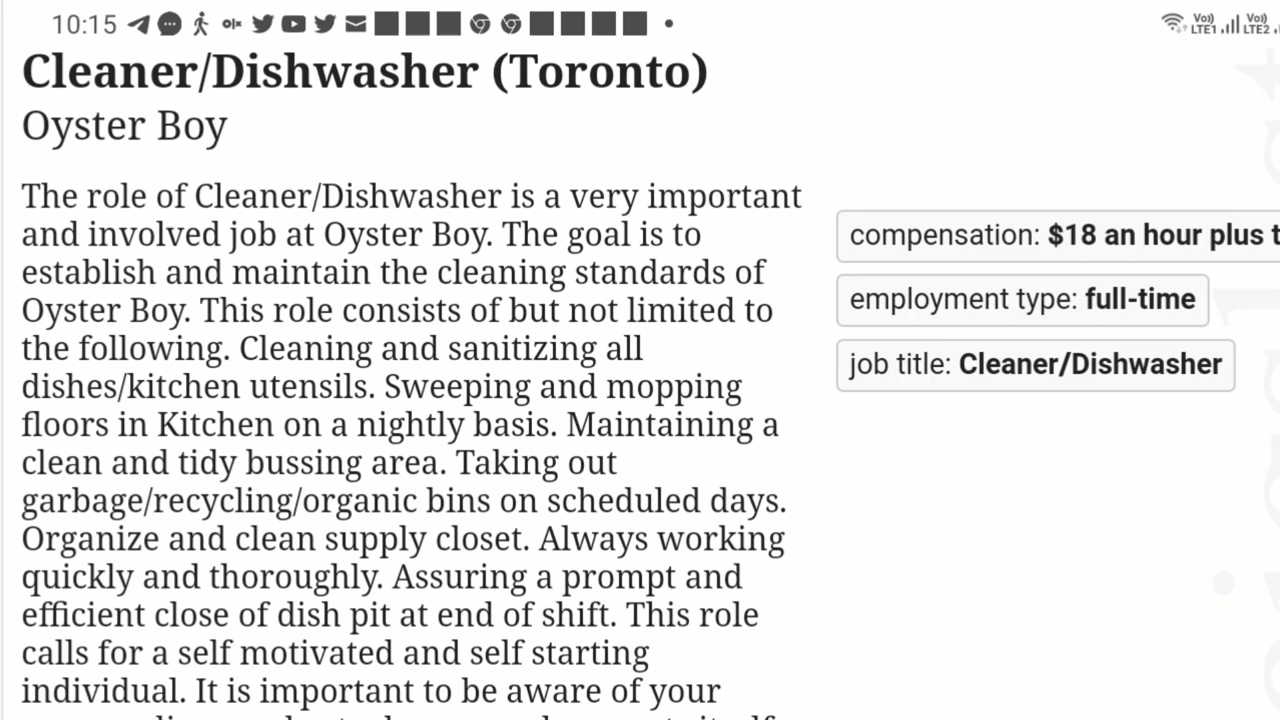 10:15
Vo)) LTE1 Vo)) LTE2
Cleaner/Dishwasher (Toronto)
Oyster Boy
The role of Cleaner/Dishwasher is a very important
and involved job at Oyster Boy. The goal is to
establish and maintain the cleaning standards of
Oyster Boy. This role consists of but not limited to
the following. Cleaning and sanitizing all
dishes/kitchen utensils. Sweeping and mopping
floors in Kitchen on a nightly basis. Maintaining a
clean and tidy bussing area. Taking out
garbage/recycling/organic bins on scheduled days.
Organize and clean supply closet. Always working
quickly and thoroughly. Assuring a prompt and
efficient close of dish pit at end of shift. This role
calls for a self motivated and self starting
individual. It is important to be aware of your
compensation: $18 an hour plus t
employment type: full-time
job title: Cleaner/Dishwasher